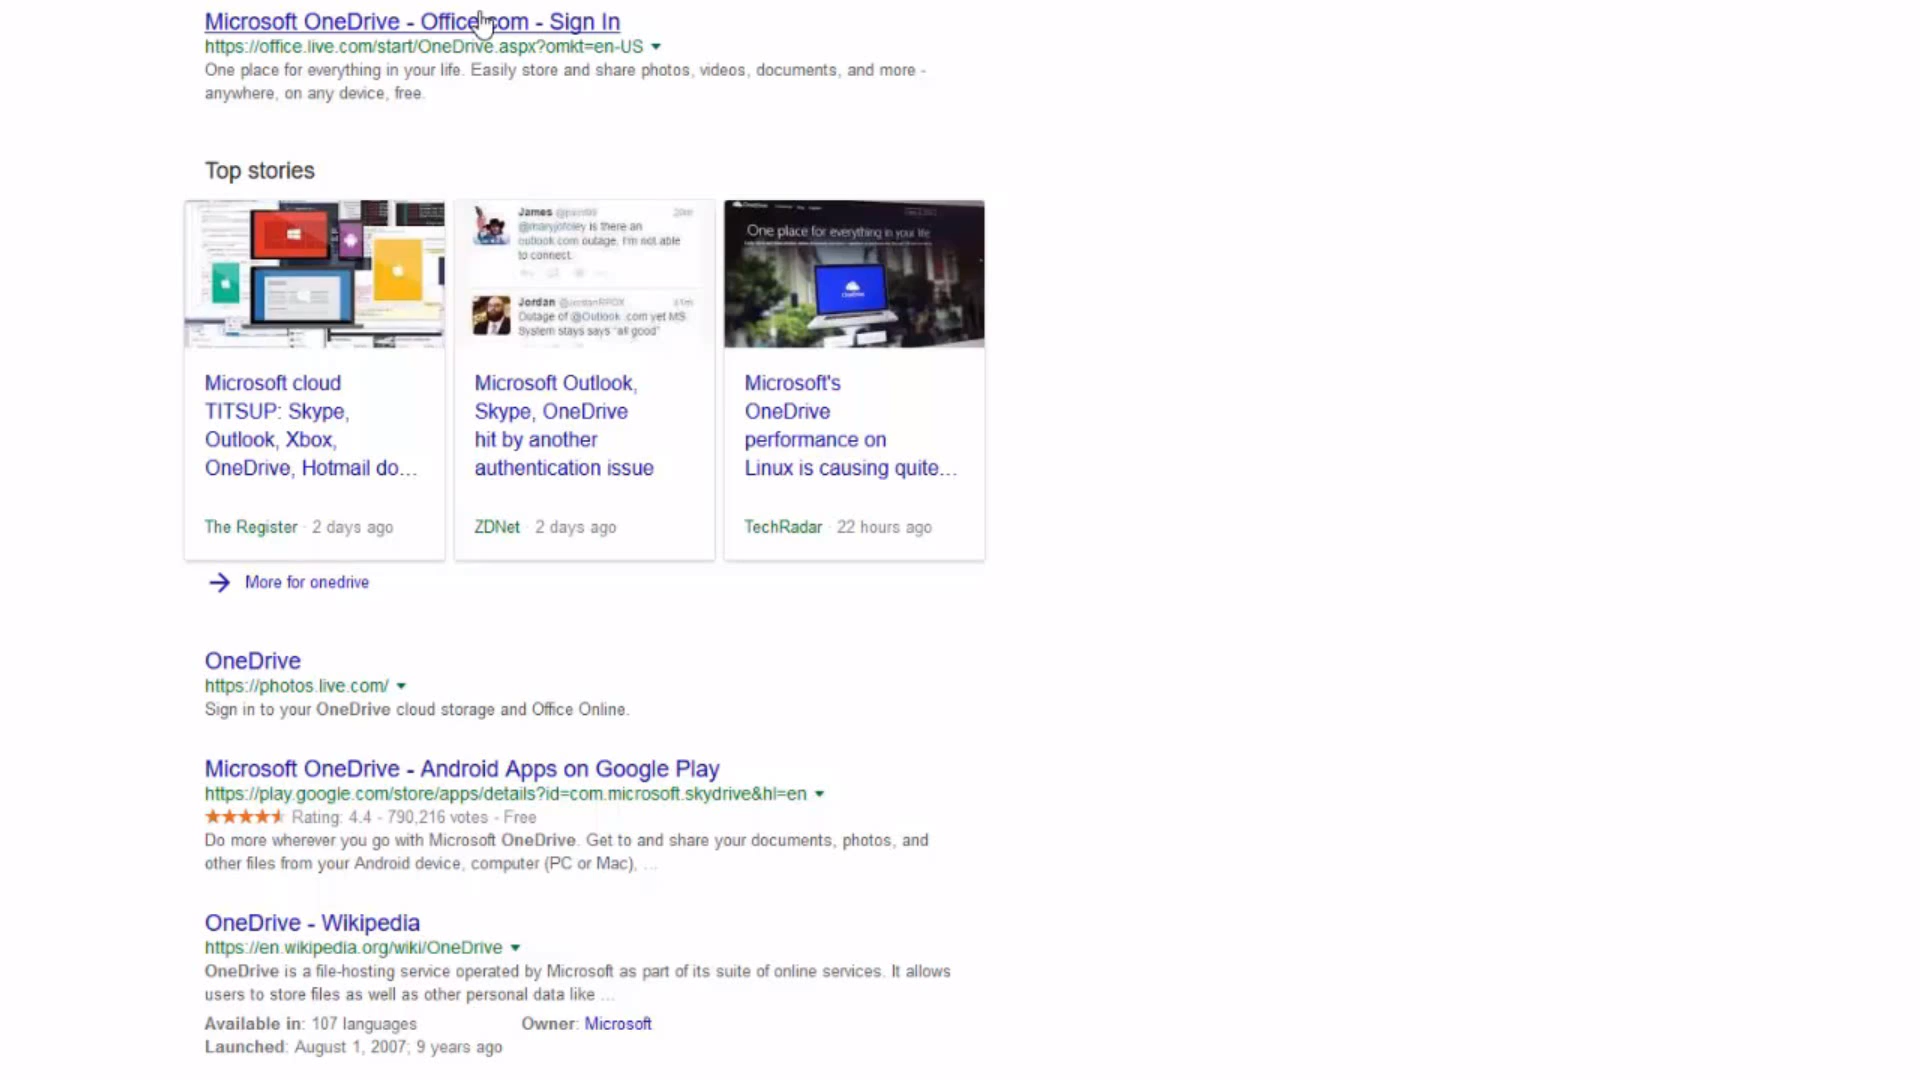 Microsoft OneDrive - Office.com - Sign In
https://office.live.com/start/OneDrive.aspx?omkt=en-US
One place for everything in your life. Easily store and share photos, videos, documents, and more -
anywhere, on any device, free.
Top stories
James
@maryjofoley is there an
outlook.com outage, I'm not able
to connect.
Jordan
Outage of @Outlook .com yet MS
System stays says "all good"
One place for everything in your life
OneDrive
Microsoft cloud
TITSUP: Skype,
Outlook, Xbox,
OneDrive, Hotmail do...
The Register · 2 days ago
Microsoft Outlook,
Skype, OneDrive
hit by another
authentication issue
ZDNet · 2 days ago
Microsoft's
OneDrive
performance on
Linux is causing quite...
TechRadar · 22 hours ago
More for onedrive
OneDrive
https://photos.live.com/
Sign in to your OneDrive cloud storage and Office Online.
Microsoft OneDrive - Android Apps on Google Play
https://play.google.com/store/apps/details?id=com.microsoft.skydrive&hl=en
Rating: 4.4 - 790,216 votes - Free
Do more wherever you go with Microsoft OneDrive. Get to and share your documents, photos, and
other files from your Android device, computer (PC or Mac), ...
OneDrive - Wikipedia
https://en.wikipedia.org/wiki/OneDrive
OneDrive is a file-hosting service operated by Microsoft as part of its suite of online services. It allows
users to store files as well as other personal data like ...
Available in: 107 languages Owner: Microsoft
Launched: August 1, 2007; 9 years ago